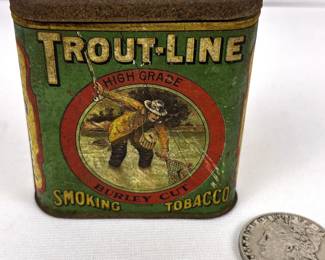 TROUT-LINE
HIGH GRADE
BURLEY CUT
SMOKING TOBACCO